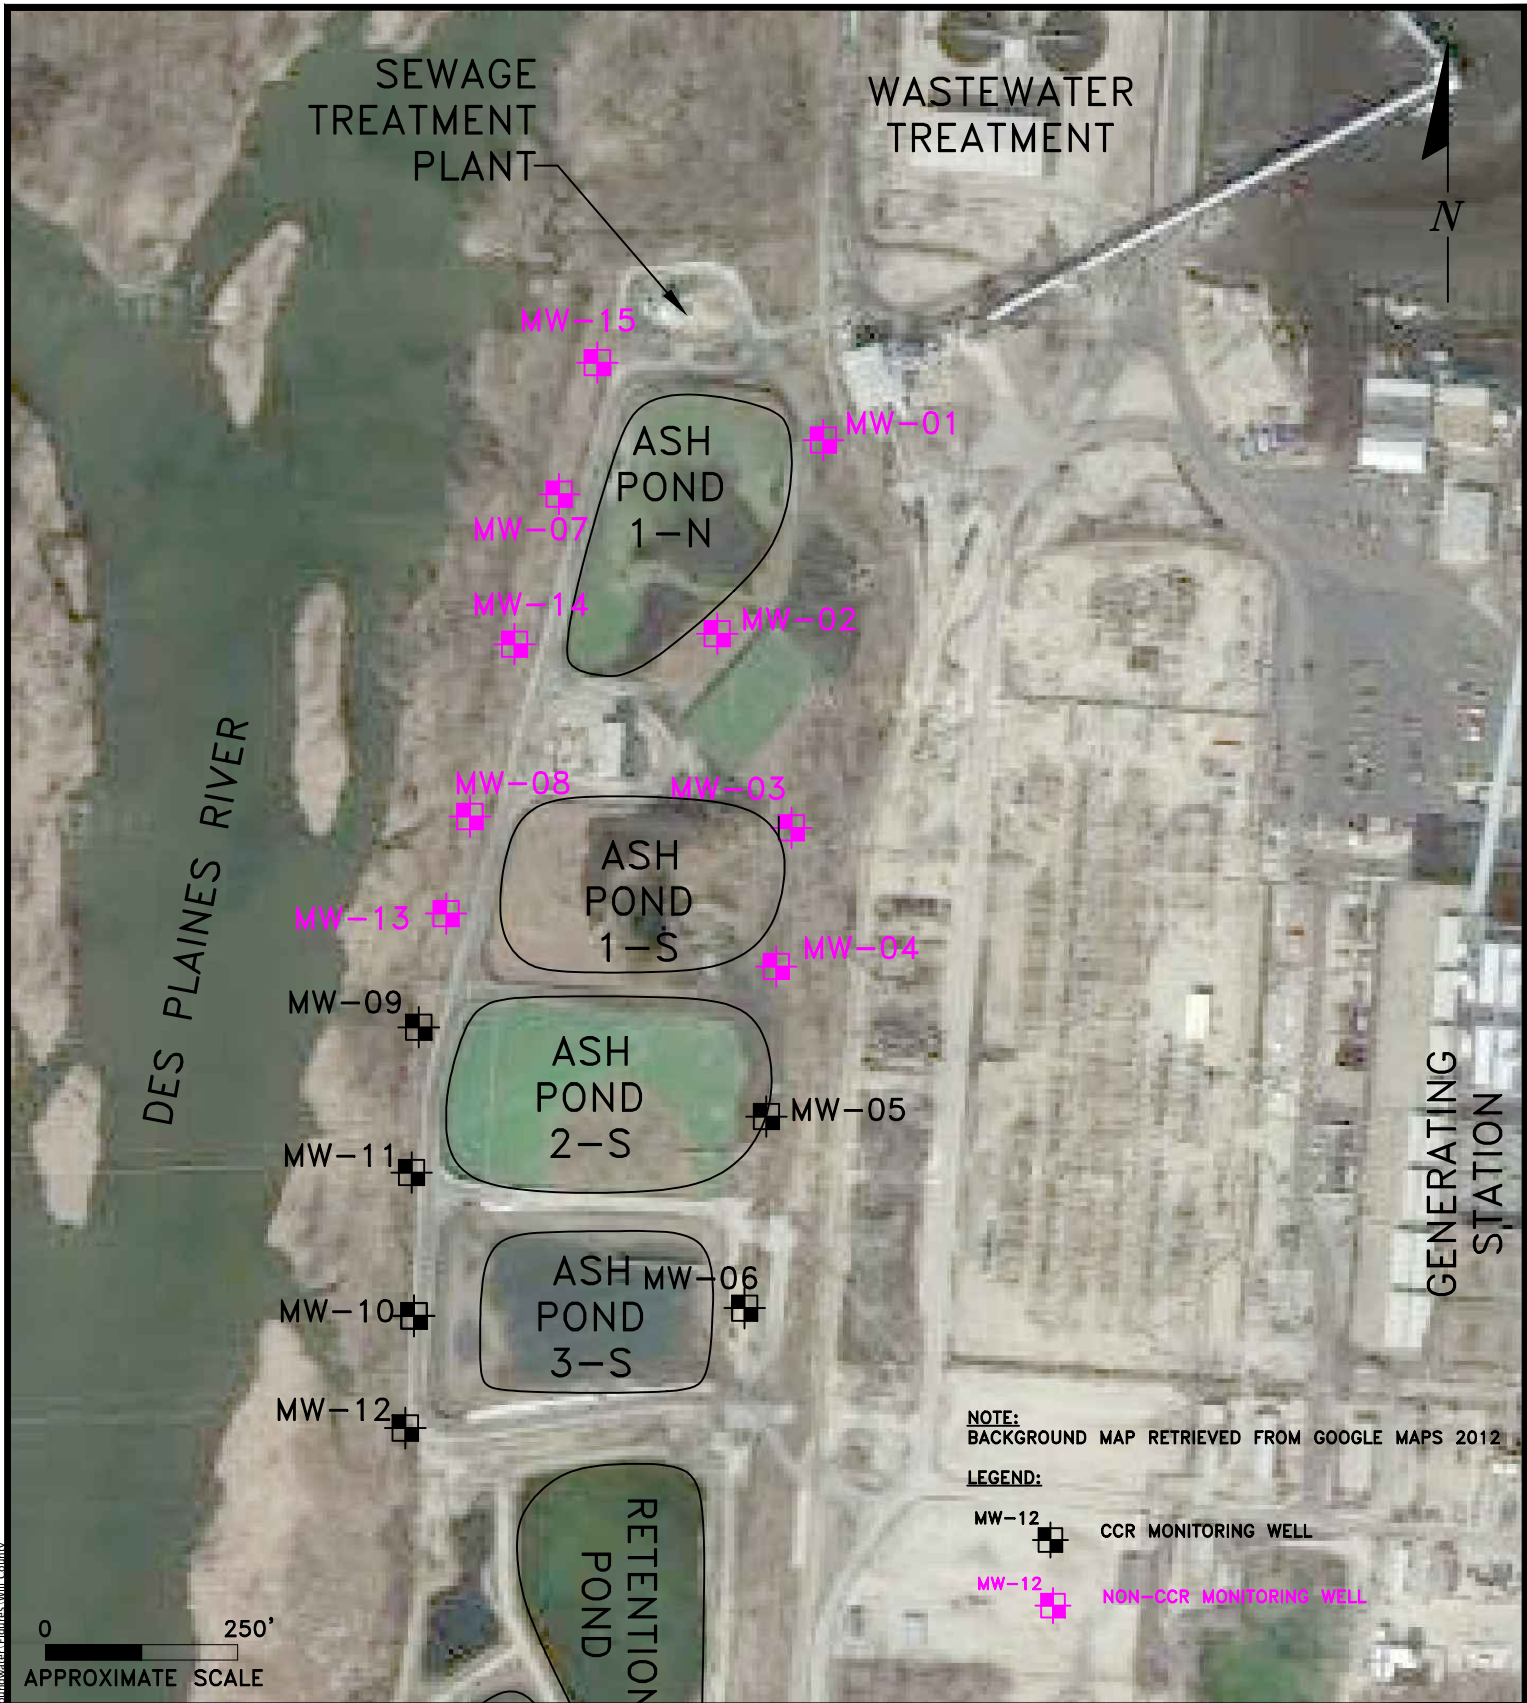 SEWAGE
TREATMENT
PLANT
WASTEWATER
TREATMENT
N
MW-15
MW-01
ASH
POND
1-N
MW-07
MW-14
MW-02
DES PLAINES RIVER
MW-08
MW-03
ASH
POND
1-S
MW-13
MW-04
MW-09
ASH
POND
2-S
MW-05
MW-11
GENERATING
STATION
ASH
POND
3-S
MW-06
MW-10
MW-12
NOTE:
BACKGROUND MAP RETRIEVED FROM GOOGLE MAPS 2012
LEGEND:
MW-12
CCR MONITORING WELL
MW-12
NON-CCR MONITORING WELL
RETENTION
POND
0 250'
APPROXIMATE SCALE